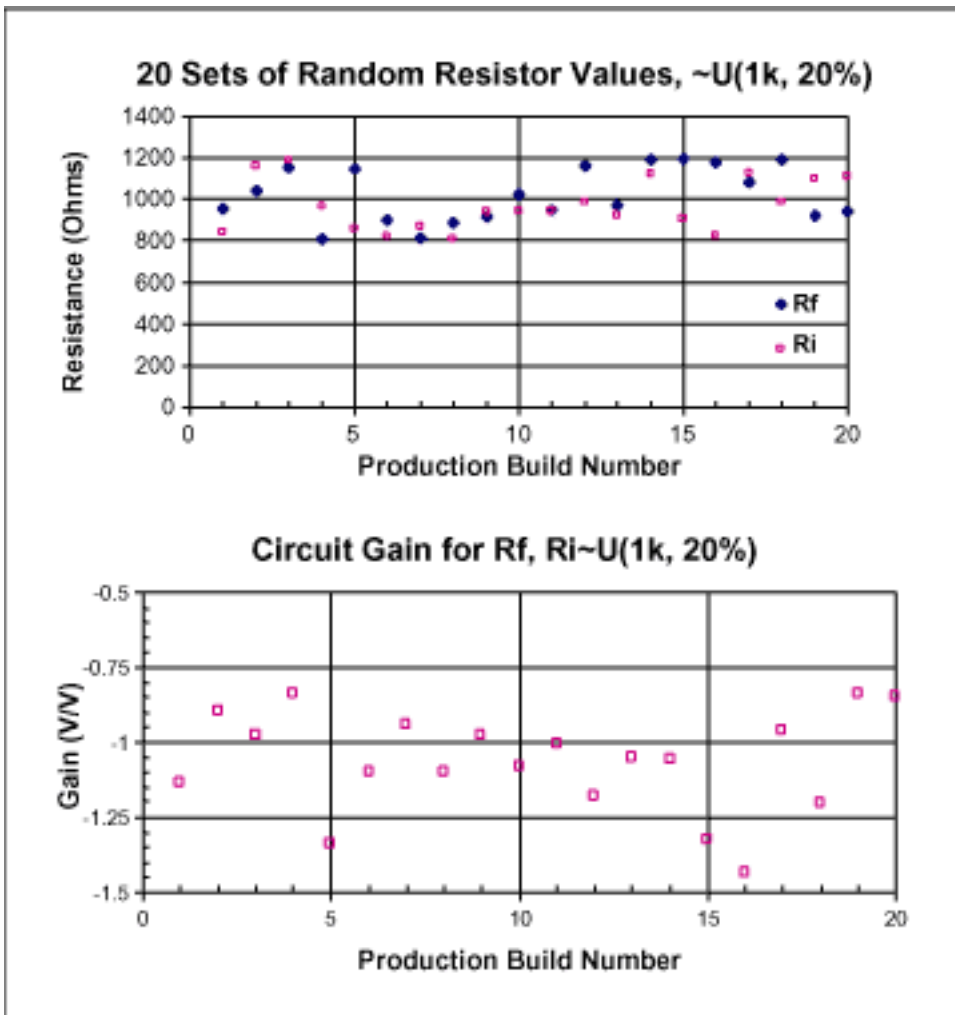 20 Sets of Random Resistor Values, ~U(1k, 20%)
1400
1200
1000
800
600
400
200
0
Resistance (Ohms)
Rf
Ri
0 5 10 15 20
Production Build Number
Circuit Gain for Rf, Ri~U(1k, 20%)
-0.5
-0.75
-1
-1.25
-1.5
Gain (V/V)
0 5 10 15 20
Production Build Number